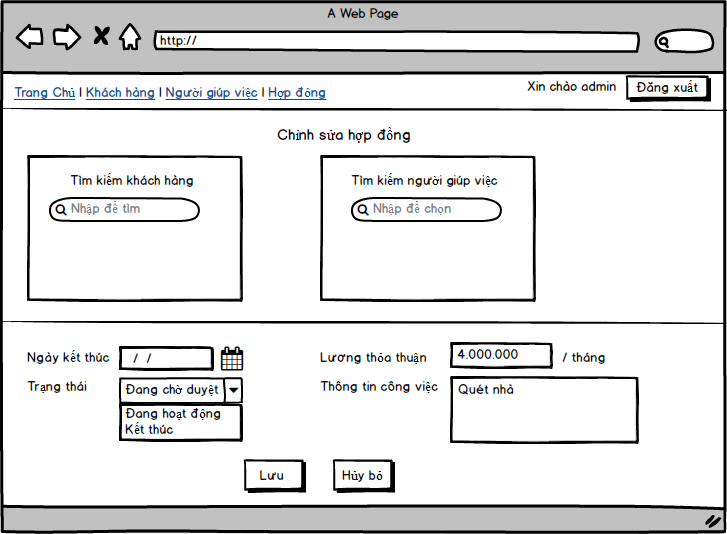 A Web Page
http://
Trang Chủ | Khách hàng | Người giúp việc | Hợp đồng
Xin chào admin
Đăng xuất
Chỉnh sửa hợp đồng
Tìm kiếm khách hàng
Nhập để tìm
Tìm kiếm người giúp việc
Nhập để chọn
Ngày kết thúc
/ /
Lương thỏa thuận
4.000.000
/ tháng
Trạng thái
Đang chờ duyệt
Đang hoạt động
Kết thúc
Thông tin công việc
Quét nhà
Lưu
Hủy bỏ